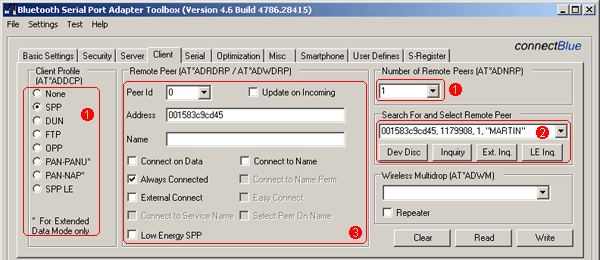 Bluetooth Serial Port Adapter Toolbox (Version 4.6 Build 4786.28415)
File Settings Test Help
Basic Settings Security Server Client Serial Optimization Misc Smartphone User Defines S-Register
connectBlue
Client Profile
(AT*ADDCP)
None
SPP
DUN
FTP
OPP
PAN-PANU*
PAN-NAP*
SPP LE
* For Extended
Data Mode only
1
Remote Peer (AT*ADRDRP / AT*ADWDRP)
Peer Id 0 Update on Incoming
Address 001583c9cd45
Name
Connect on Data Connect to Name
Always Connected Connect to Name Perm.
External Connect Easy Connect
Connect to Service Name Select Peer On Name
Low Energy SPP
3
Number of Remote Peers (AT*ADNRP)
1
1
Search For and Select Remote Peer
001583c9cd45, 1179908, 1, "MARTIN"
2
Dev Disc Inquiry Ext. Inq. LE Inq.
Wireless Multidrop (AT*ADWM)
Repeater
Clear Read Write